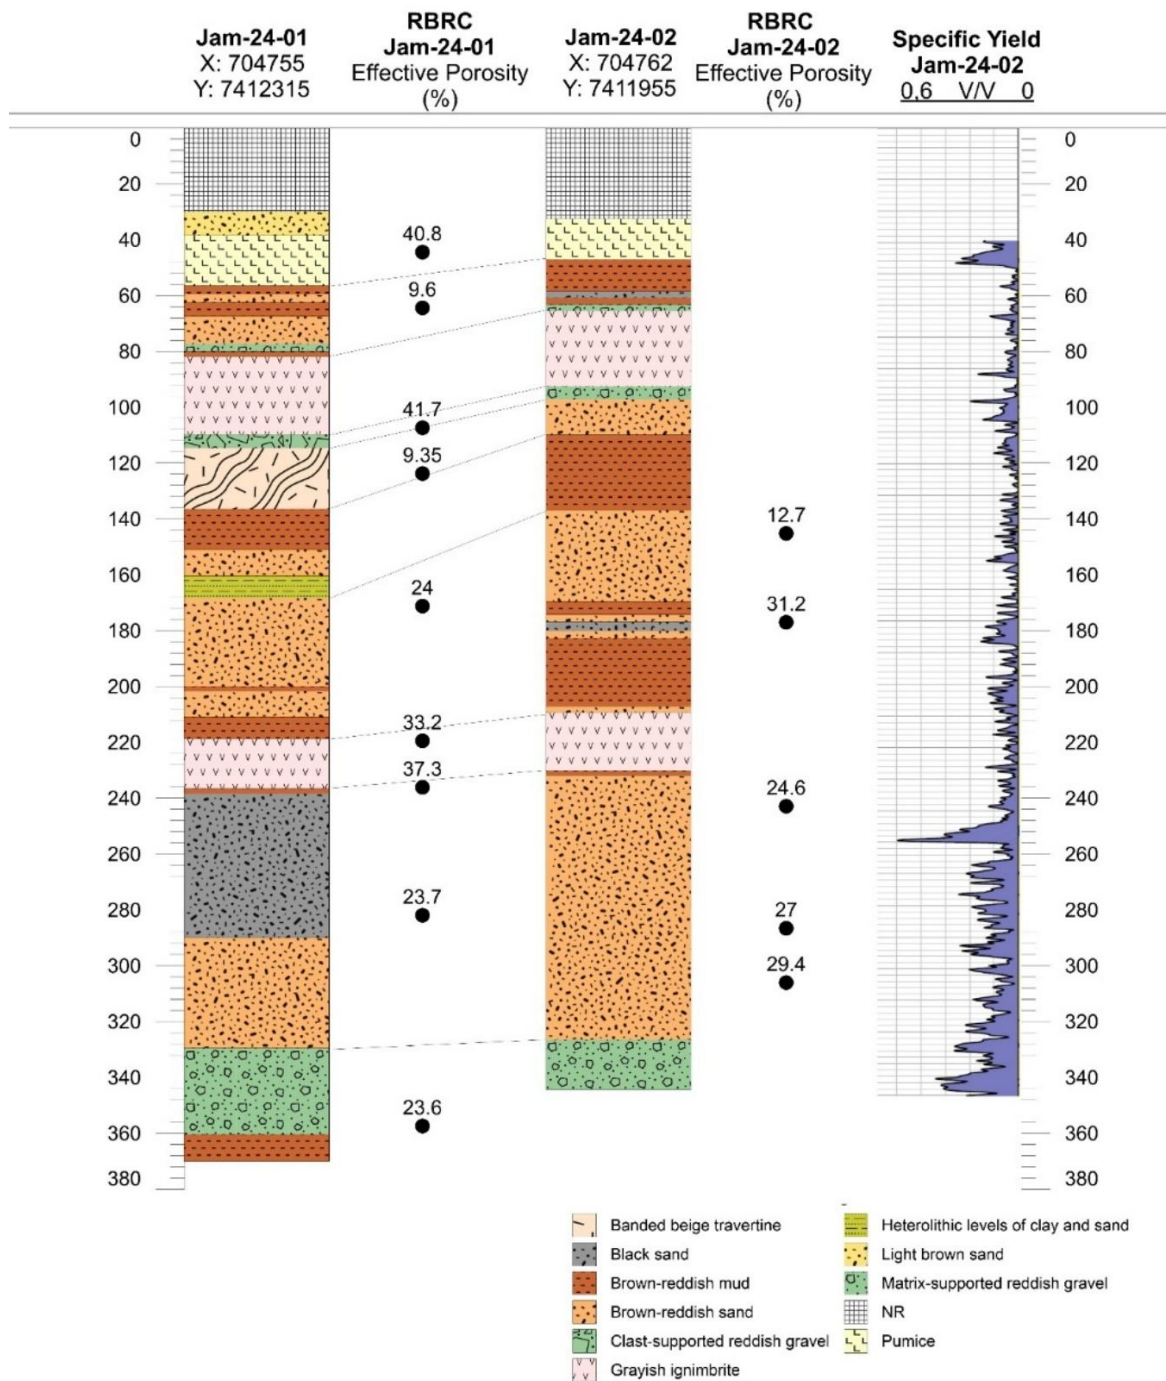 Jam-24-01
X: 704755
Y: 7412315
RBRC
Jam-24-01
Effective Porosity
(%)
Jam-24-02
X: 704762
Y: 7411955
RBRC
Jam-24-02
Effective Porosity
(%)
Specific Yield
Jam-24-02
0,6 V/V 0
0 0
20 20
40 40.8 40
60 9.6 60
80 80
100 41.7 100
120 9.35 120
140 12.7 140
160 24 160
180 31.2 180
200 200
220 33.2 220
240 37.3 24.6 240
260 260
280 23.7 27 280
300 29.4 300
320 320
340 340
360 23.6 360
380 380
Banded beige travertine
Black sand
Brown-reddish mud
Brown-reddish sand
Clast-supported reddish gravel
Grayish ignimbrite
Heterolithic levels of clay and sand
Light brown sand
Matrix-supported reddish gravel
NR
Pumice